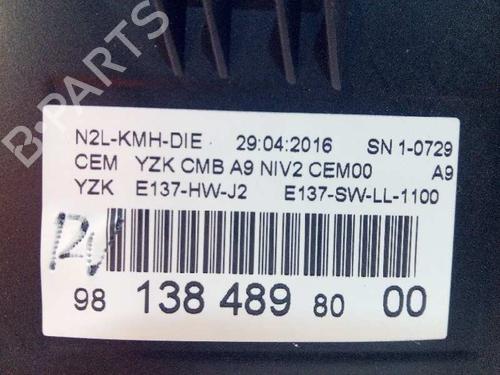 B-PARTS
N2L-KMH-DIE 29:04:2016 SN 1-0729
CEM YZK CMB A9 NIV2 CEM00 A9
YZK E137-HW-J2 E137-SW-LL-1100
98 138 489 80 00